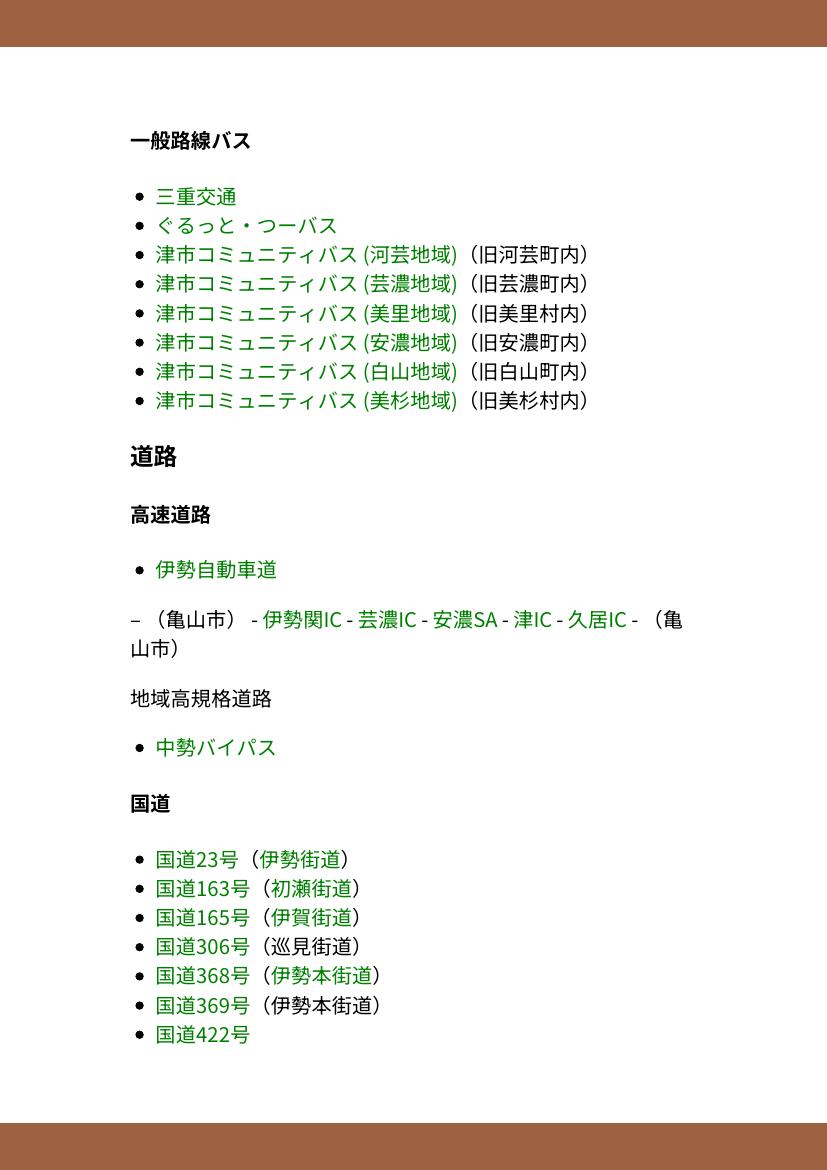 一般路線バス
• 三重交通
• ぐるっと・つーバス
• 津市コミュニティバス (河芸地域)（旧河芸町内）
• 津市コミュニティバス (芸濃地域)（旧芸濃町内）
• 津市コミュニティバス (美里地域)（旧美里村内）
• 津市コミュニティバス (安濃地域)（旧安濃町内）
• 津市コミュニティバス (白山地域)（旧白山町内）
• 津市コミュニティバス (美杉地域)（旧美杉村内）
道路
高速道路
• 伊勢自動車道
– （亀山市） - 伊勢関IC - 芸濃IC - 安濃SA - 津IC - 久居IC - （亀
山市）
地域高規格道路
• 中勢バイパス
国道
• 国道23号（伊勢街道）
• 国道163号（初瀬街道）
• 国道165号（伊賀街道）
• 国道306号（巡見街道）
• 国道368号（伊勢本街道）
• 国道369号（伊勢本街道）
• 国道422号